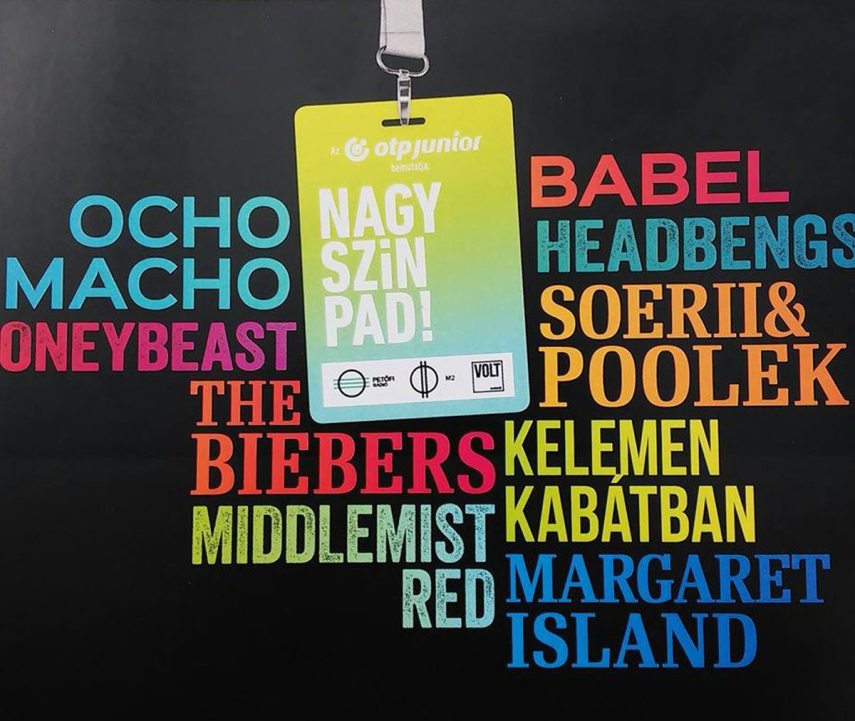 Az otpjunior
bemutatja:
NAGY
SZiN
PAD!
PETŐFI
RÁDIÓ
M2
VOLT
OCHO
MACHO
ONEYBEAST
THE
BIEBERS
MIDDLEMIST
RED
BABEL
HEADBENGS
SOERII&
POOLEK
KELEMEN
KABÁTBAN
MARGARET
ISLAND